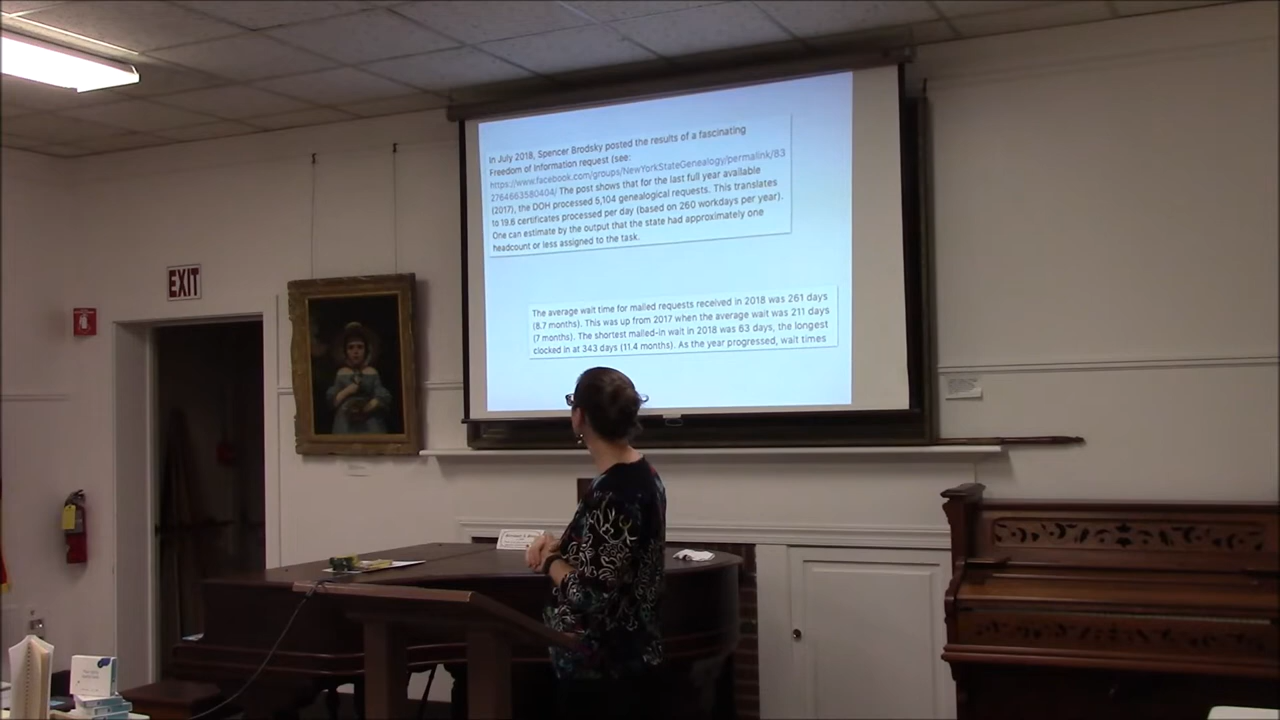 In July 2018, Spencer Brodsky posted the results of a fascinating
Freedom of Information request (see:
https://www.facebook.com/groups/NewYorkStateGenealogy/permalink/83
2764663580404/ The post shows that for the last full year available
(2017), the DOH processed 5,104 genealogical requests. This translates
to 19.6 certificates processed per day (based on 260 workdays per year).
One can estimate by the output that the state had approximately one
headcount or less assigned to the task.
The average wait time for mailed requests received in 2018 was 261 days
(8.7 months). This was up from 2017 when the average wait was 211 days
(7 months). The shortest mailed-in wait in 2018 was 63 days, the longest
clocked in at 343 days (11.4 months). As the year progressed, wait times
EXIT